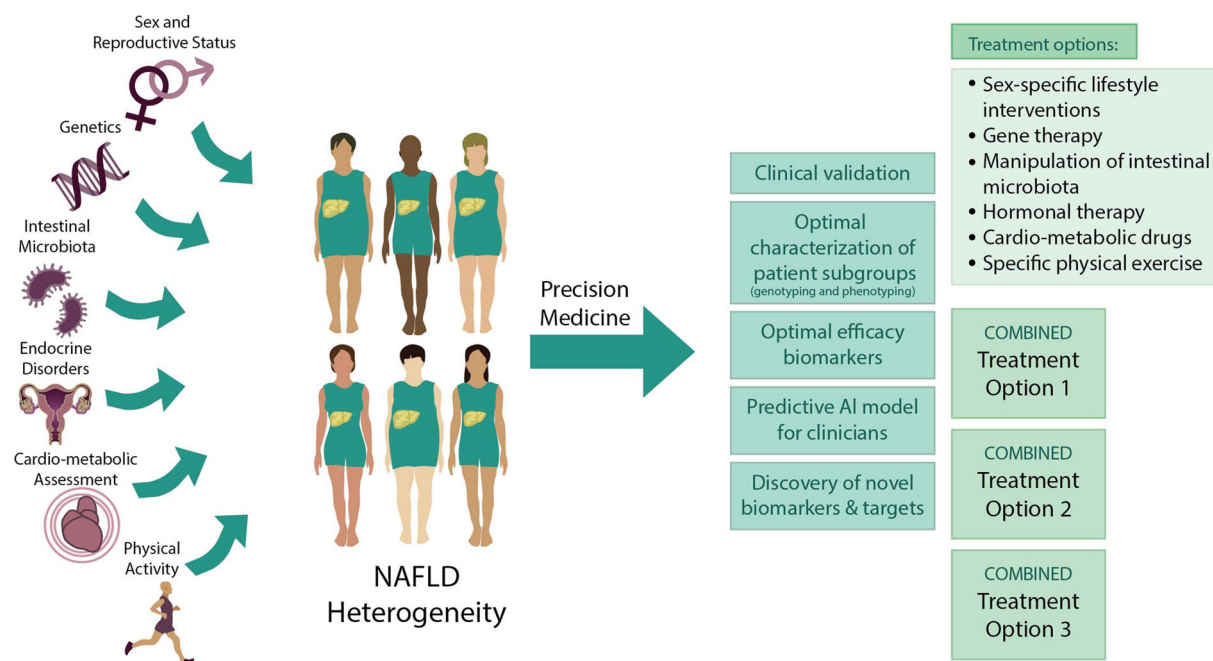 Sex and
Reproductive Status
Genetics
Intestinal
Microbiota
Endocrine
Disorders
Cardio-metabolic
Assessment
Physical
Activity
NAFLD
Heterogeneity
Precision
Medicine
Clinical validation
Optimal
characterization of
patient subgroups
(genotyping and phenotyping)
Optimal efficacy
biomarkers
Predictive AI model
for clinicians
Discovery of novel
biomarkers & targets
Treatment options:
• Sex-specific lifestyle
interventions
• Gene therapy
• Manipulation of intestinal
microbiota
• Hormonal therapy
• Cardio-metabolic drugs
• Specific physical exercise
COMBINED
Treatment
Option 1
COMBINED
Treatment
Option 2
COMBINED
Treatment
Option 3